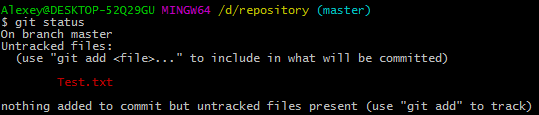 Alexey@DESKTOP-52Q29GU MINGW64 /d/repository (master)
$ git status
On branch master
Untracked files:
  (use "git add <file>..." to include in what will be committed)

        Test.txt

nothing added to commit but untracked files present (use "git add" to track)